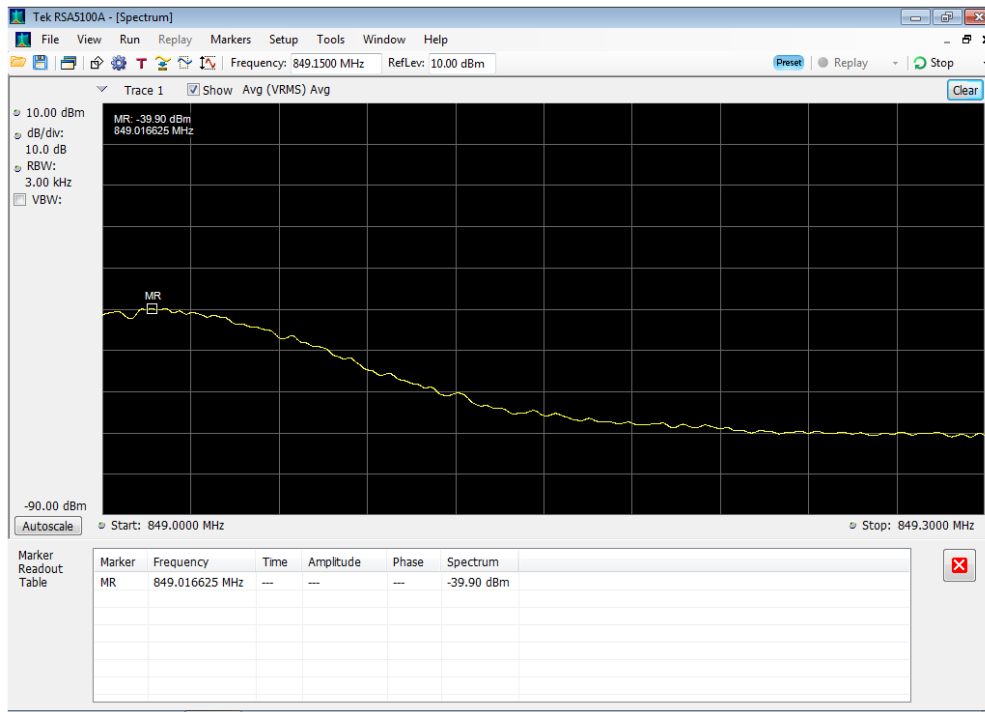 Tek RSA5100A - [Spectrum]
File View Run Replay Markers Setup Tools Window Help
T Frequency: 849.1500 MHz RefLev: 10.00 dBm Preset Replay Stop
Trace 1 Show Avg (VRMS) Avg Clear
10.00 dBm
dB/div:
10.0 dB
RBW:
3.00 kHz
VBW:
MR: -39.90 dBm
849.016625 MHz
MR
-90.00 dBm
Autoscale Start: 849.0000 MHz Stop: 849.3000 MHz
Marker
Readout
Table
Marker Frequency Time Amplitude Phase Spectrum
MR 849.016625 MHz --- --- --- -39.90 dBm